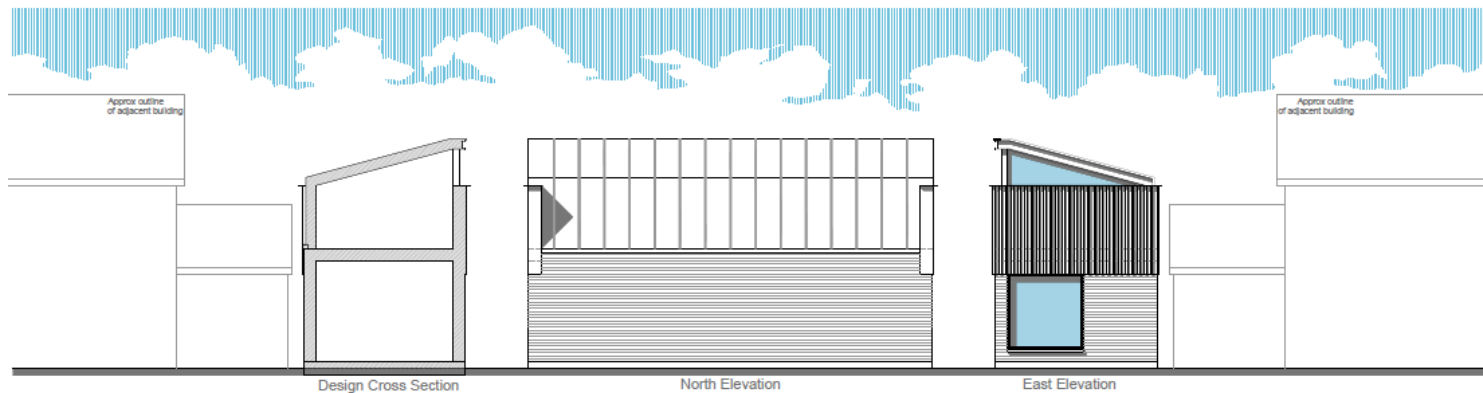 Approx outline
of adjacent building
Approx outline
of adjacent building
Design Cross Section
North Elevation
East Elevation